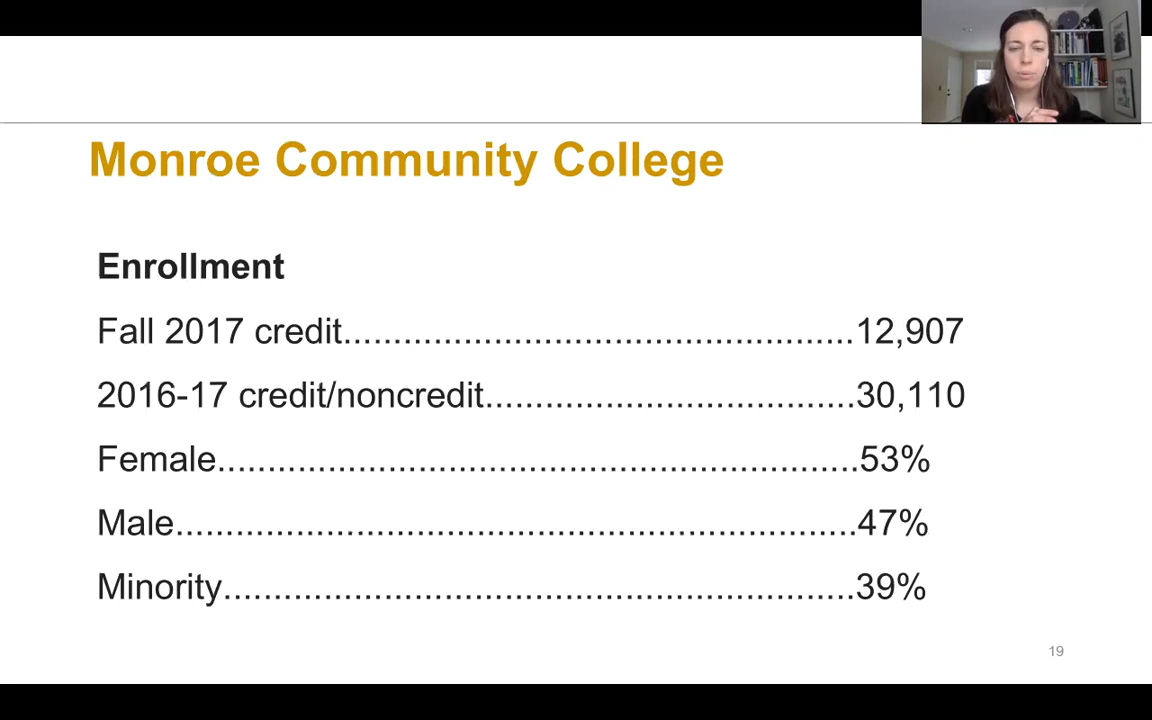 Monroe Community College
Enrollment
Fall 2017 credit...................................................12,907
2016-17 credit/noncredit.....................................30,110
Female................................................................53%
Male....................................................................47%
Minority...............................................................39%
19